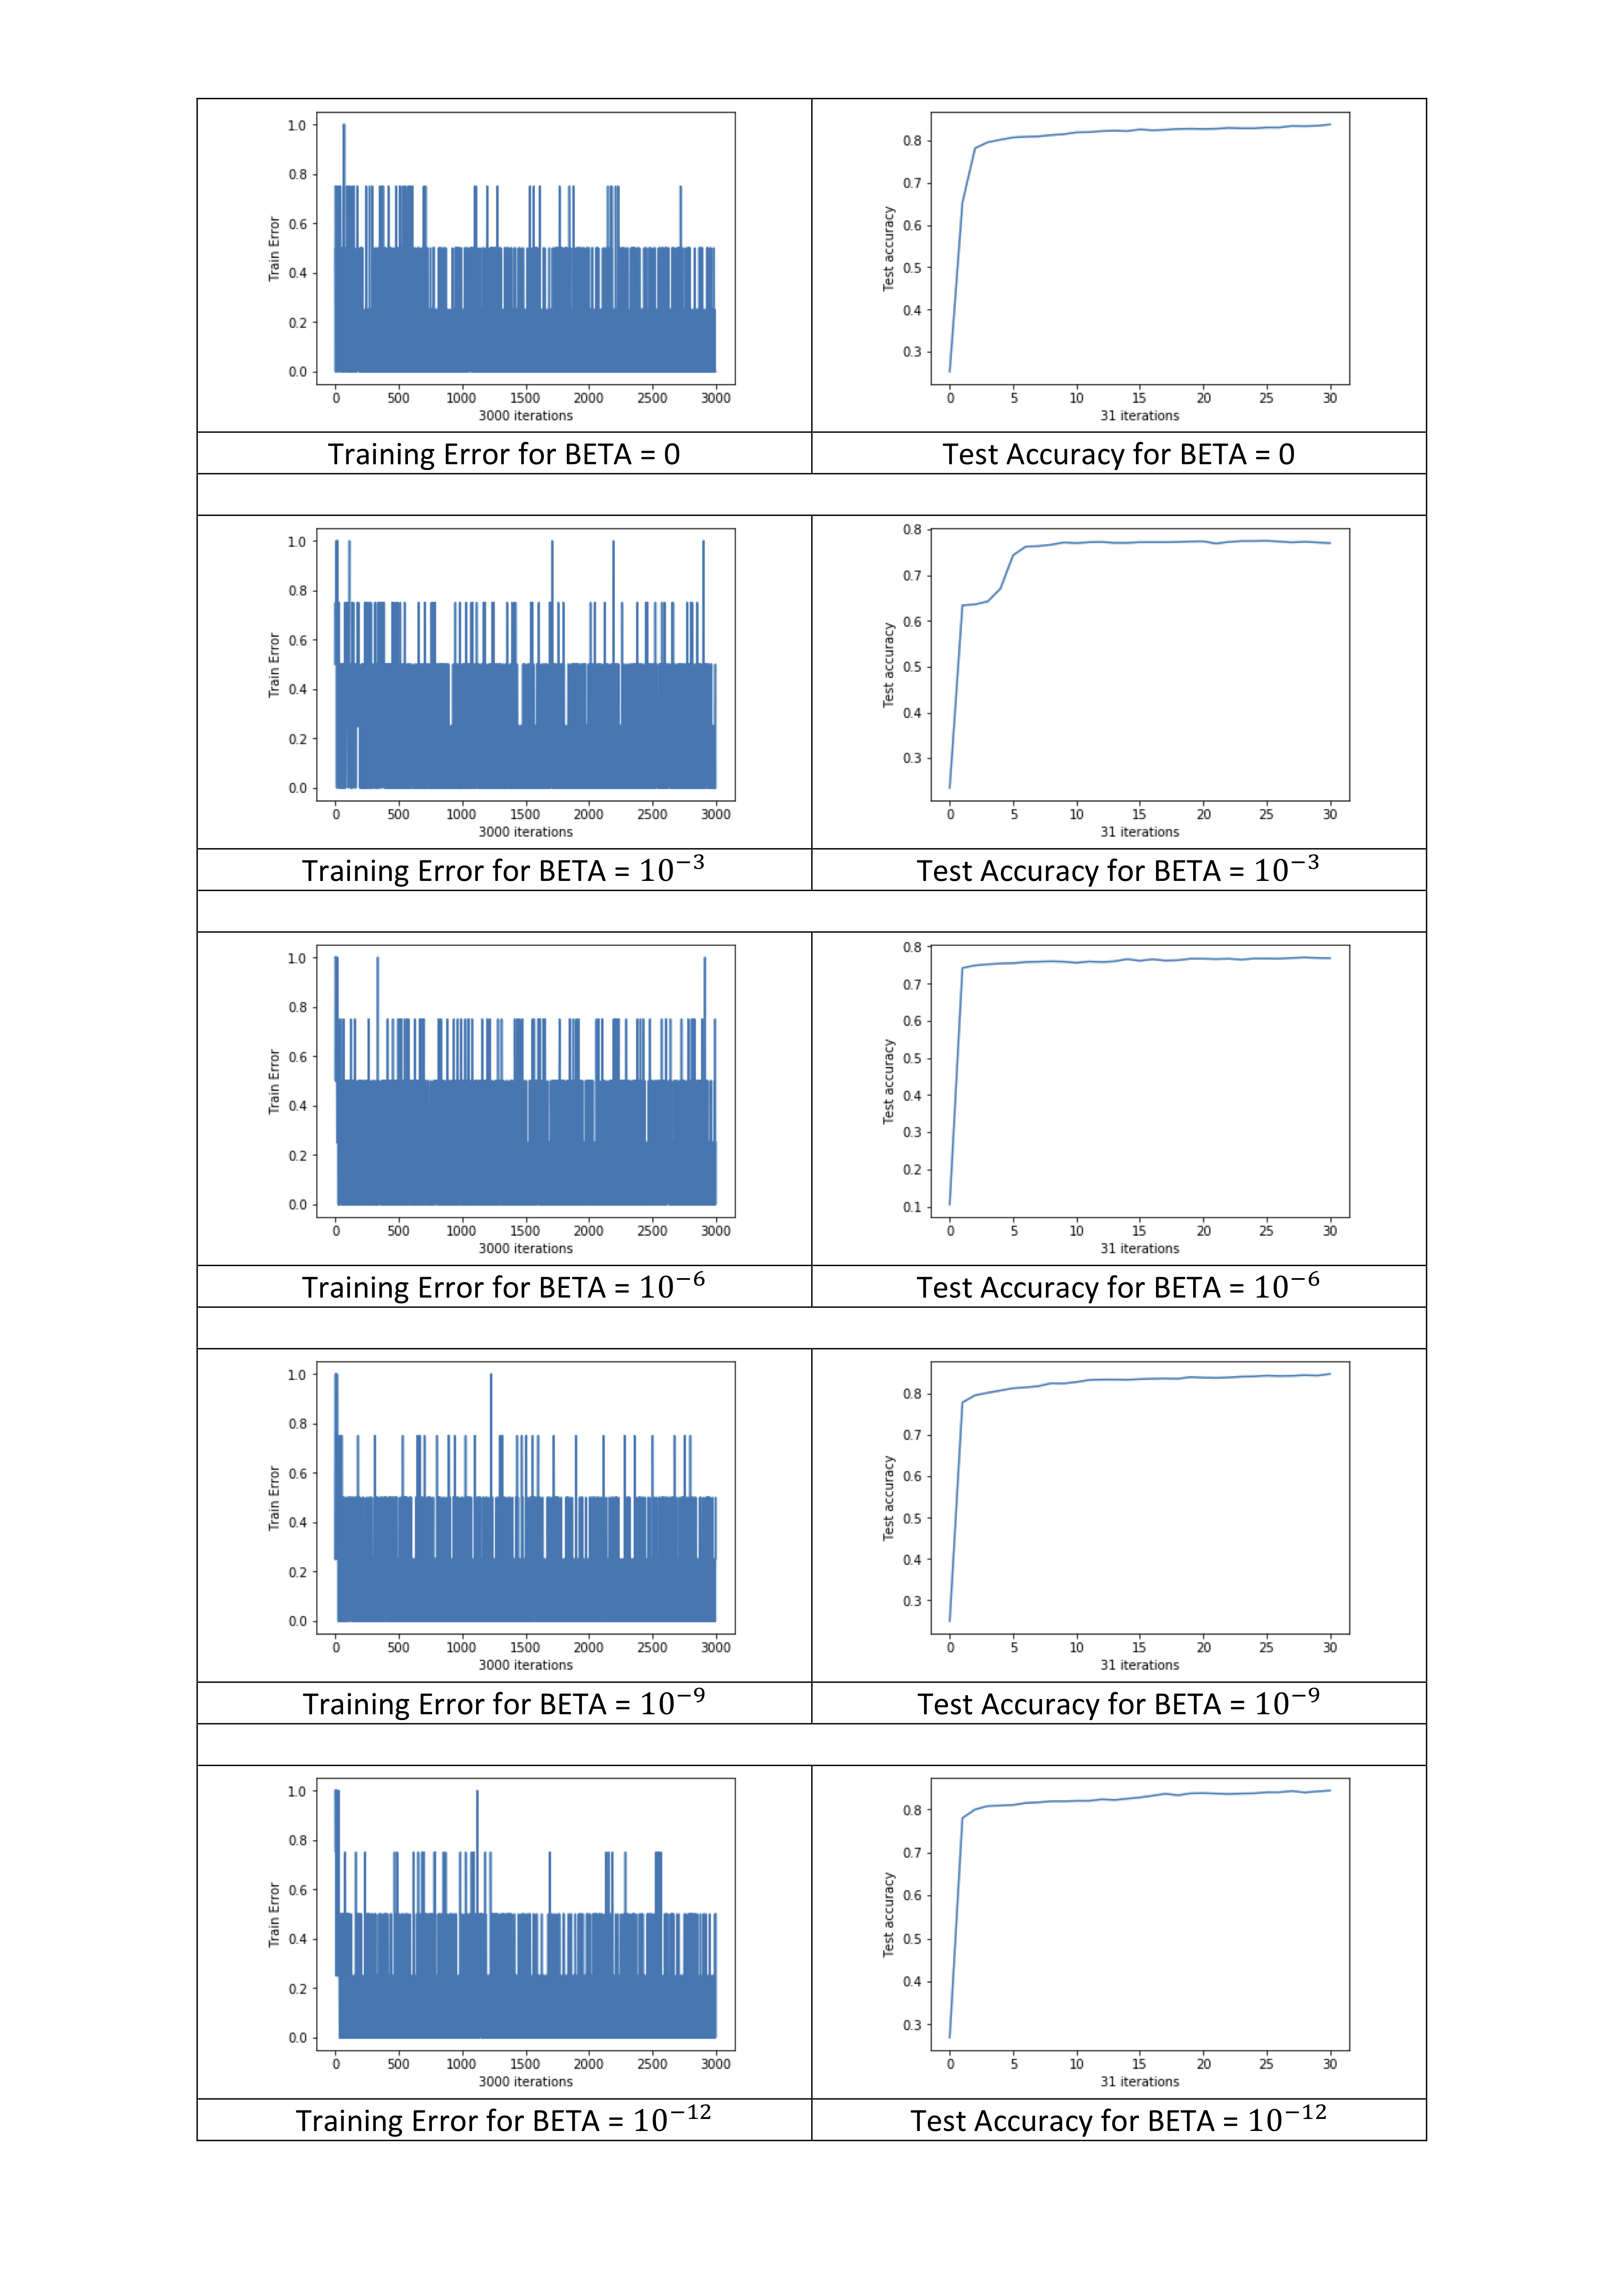 1.0
0.8
0.6
0.4
0.2
0.0
Train Error
0 500 1000 1500 2000 2500 3000
3000 iterations
0.8
0.7
0.6
0.5
0.4
0.3
Test accuracy
0 5 10 15 20 25 30
31 iterations
Training Error for BETA = 0
Test Accuracy for BETA = 0
1.0
0.8
0.6
0.4
0.2
0.0
Train Error
0 500 1000 1500 2000 2500 3000
3000 iterations
0.8
0.7
0.6
0.5
0.4
0.3
Test accuracy
0 5 10 15 20 25 30
31 iterations
Training Error for BETA = 10⁻³
Test Accuracy for BETA = 10⁻³
1.0
0.8
0.6
0.4
0.2
0.0
Train Error
0 500 1000 1500 2000 2500 3000
3000 iterations
0.8
0.7
0.6
0.5
0.4
0.3
0.2
0.1
Test accuracy
0 5 10 15 20 25 30
31 iterations
Training Error for BETA = 10⁻⁶
Test Accuracy for BETA = 10⁻⁶
1.0
0.8
0.6
0.4
0.2
0.0
Train Error
0 500 1000 1500 2000 2500 3000
3000 iterations
0.8
0.7
0.6
0.5
0.4
0.3
Test accuracy
0 5 10 15 20 25 30
31 iterations
Training Error for BETA = 10⁻⁹
Test Accuracy for BETA = 10⁻⁹
1.0
0.8
0.6
0.4
0.2
0.0
Train Error
0 500 1000 1500 2000 2500 3000
3000 iterations
0.8
0.7
0.6
0.5
0.4
0.3
Test accuracy
0 5 10 15 20 25 30
31 iterations
Training Error for BETA = 10⁻¹²
Test Accuracy for BETA = 10⁻¹²